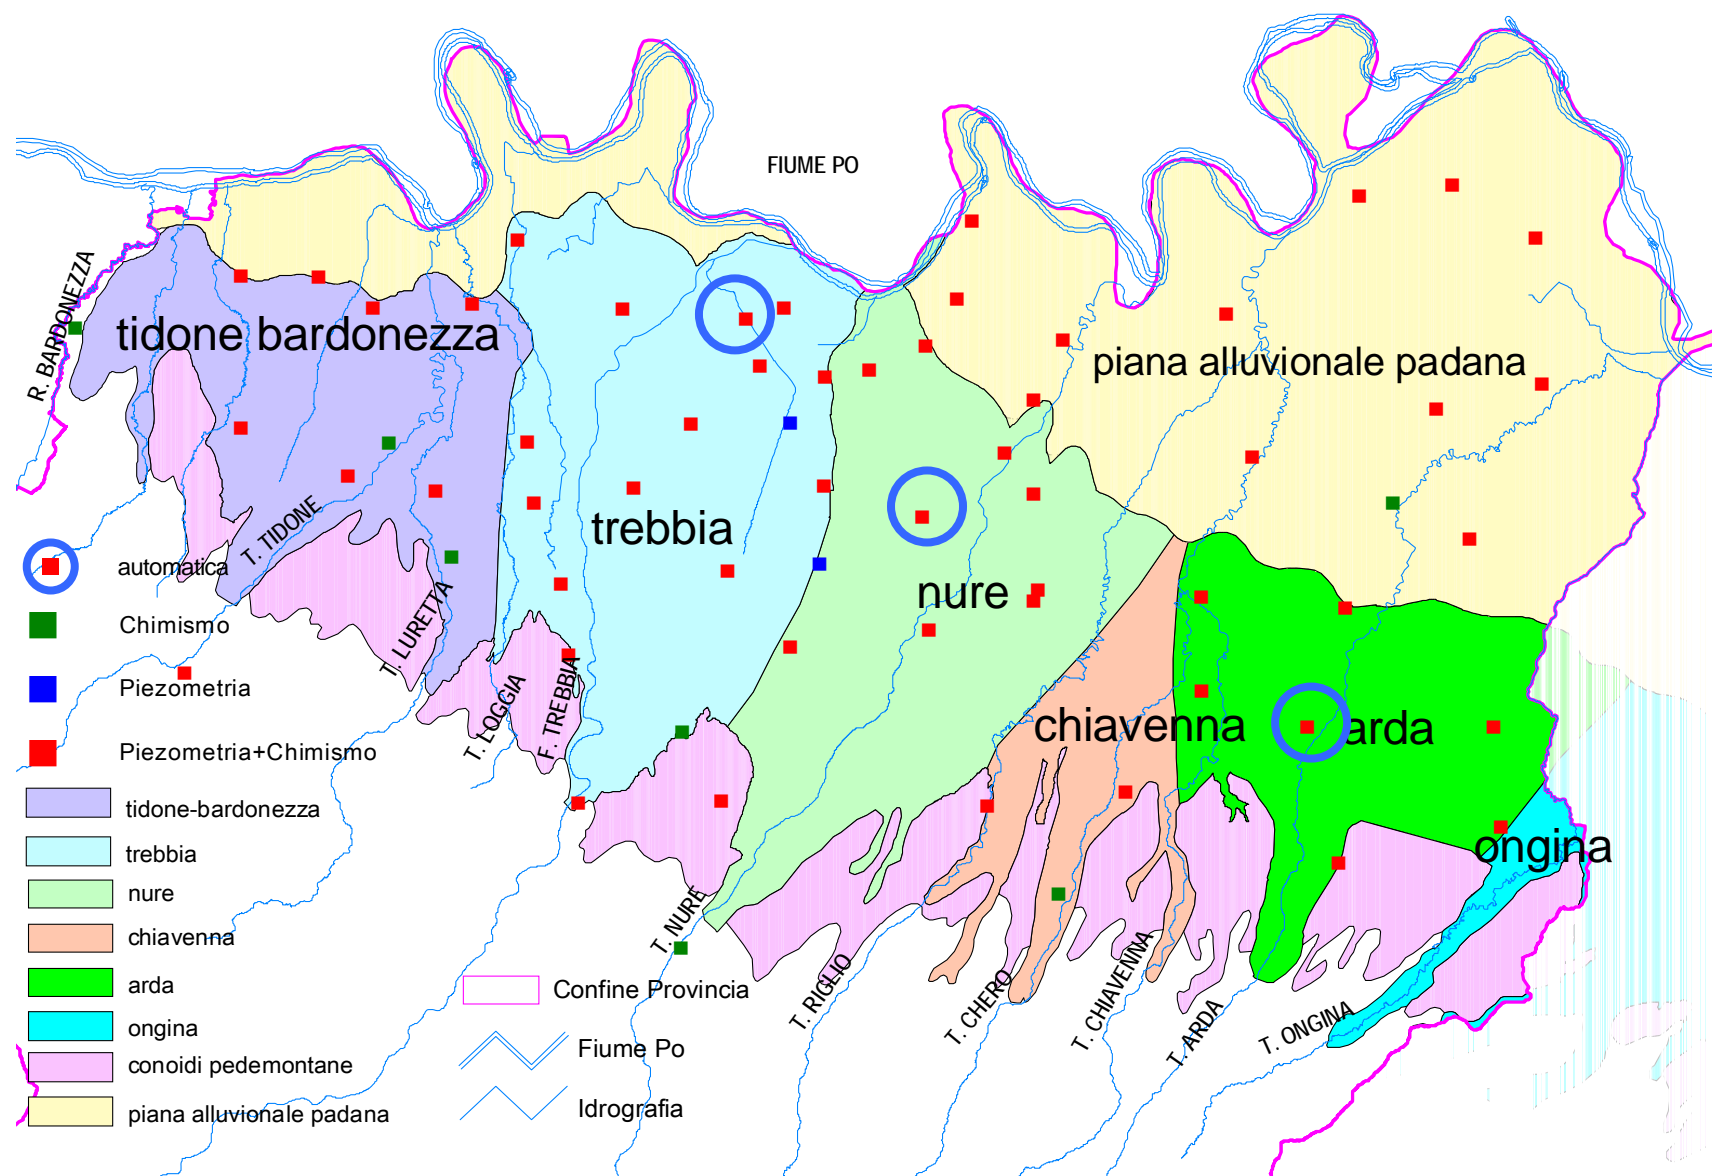 FIUME PO
R. BARDONEZZA
tidone bardonezza
piana alluvionale padana
trebbia
T. TIDONE
nure
T. LURETTA
T. LOGGIA
F. TREBBIA
chiavenna
arda
ongina
T. NURE
T. RIGLIO
T. CHERO
T. CHIAVENNA
T. ARDA
T. ONGINA
automatica
Chimismo
Piezometria
Piezometria+Chimismo
tidone-bardonezza
trebbia
nure
chiavenna
arda
ongina
conoidi pedemontane
piana alluvionale padana
Confine Provincia
Fiume Po
Idrografia